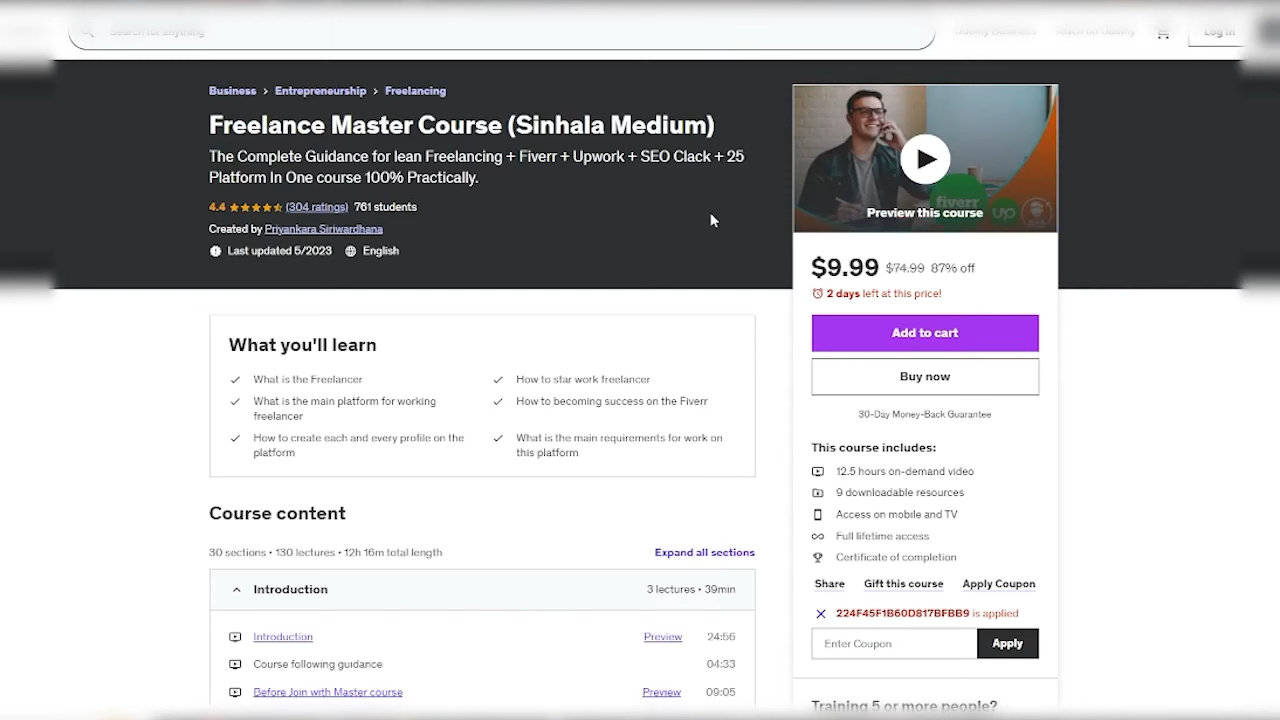 Search for anything
Log in
Business > Entrepreneurship > Freelancing
Freelance Master Course (Sinhala Medium)
The Complete Guidance for lean Freelancing + Fiverr + Upwork + SEO Clack + 25
Platform In One course 100% Practically.
4.4 (304 ratings) 761 students
Created by Priyankara Siriwardhana
Last updated 5/2023 English
fiverr
up
Preview this course
$9.99 $74.99 87% off
2 days left at this price!
Add to cart
Buy now
30-Day Money-Back Guarantee
This course includes:
12.5 hours on-demand video
9 downloadable resources
Access on mobile and TV
Full lifetime access
Certificate of completion
Share Gift this course Apply Coupon
224F45F1B60D817BFBB9 is applied
Enter Coupon Apply
Training 5 or more people?
What you'll learn
What is the Freelancer
How to star work freelancer
What is the main platform for working
freelancer
How to becoming success on the Fiverr
How to create each and every profile on the
platform
What is the main requirements for work on
this platform
Course content
30 sections • 130 lectures • 12h 16m total length Expand all sections
Introduction 3 lectures • 39min
Introduction Preview 24:56
Course following guidance 04:33
Before Join with Master course Preview 09:05